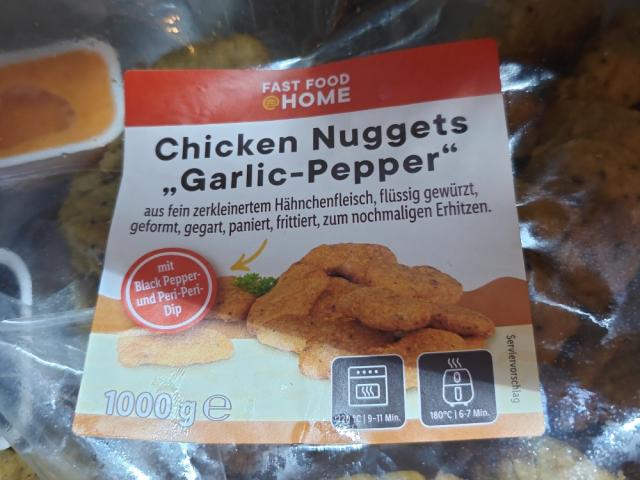 FAST FOOD
@HOME
Chicken Nuggets
„Garlic-Pepper“
aus fein zerkleinertem Hähnchenfleisch, flüssig gewürzt,
geformt, gegart, paniert, frittiert, zum nochmaligen Erhitzen.
mit
Black Pepper-
und Peri-Peri-
Dip
1000 g ℮
220°C | 9-11 Min.
180°C | 6-7 Min.
Serviervorschlag